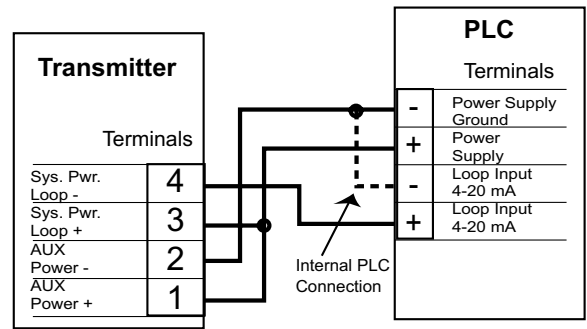 Transmitter
Terminals
Sys. Pwr.
Loop -
4
Sys. Pwr.
Loop +
3
AUX
Power -
2
AUX
Power +
1
PLC
Terminals
-
Power Supply
Ground
+
Power
Supply
-
Loop Input
4-20 mA
+
Loop Input
4-20 mA
Internal PLC
Connection